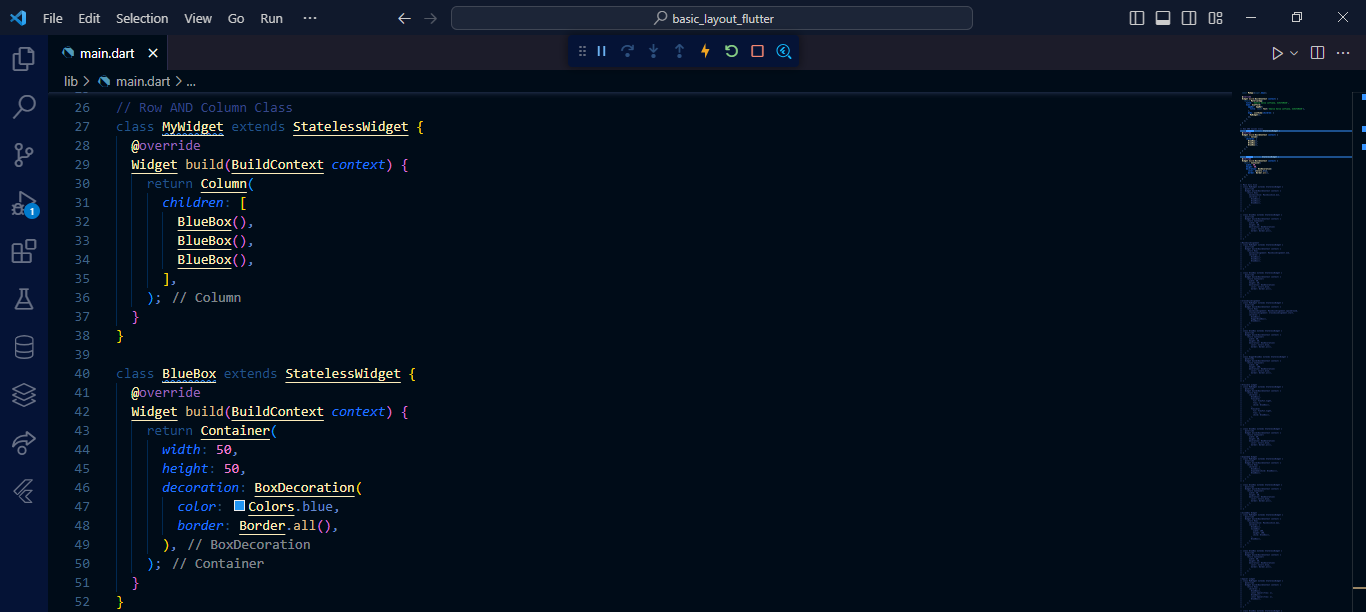 File Edit Selection View Go Run ··· basic_layout_flutter
main.dart
lib > main.dart > ...
26 // Row AND Column Class
27 class MyWidget extends StatelessWidget {
28 @override
29 Widget build(BuildContext context) {
30 return Column(
31 children: [
32 BlueBox(),
33 BlueBox(),
34 BlueBox(),
35 ],
36 ); // Column
37 }
38 }
39
40 class BlueBox extends StatelessWidget {
41 @override
42 Widget build(BuildContext context) {
43 return Container(
44 width: 50,
45 height: 50,
46 decoration: BoxDecoration(
47 color: Colors.blue,
48 border: Border.all(),
49 ), // BoxDecoration
50 ); // Container
51 }
52 }
1